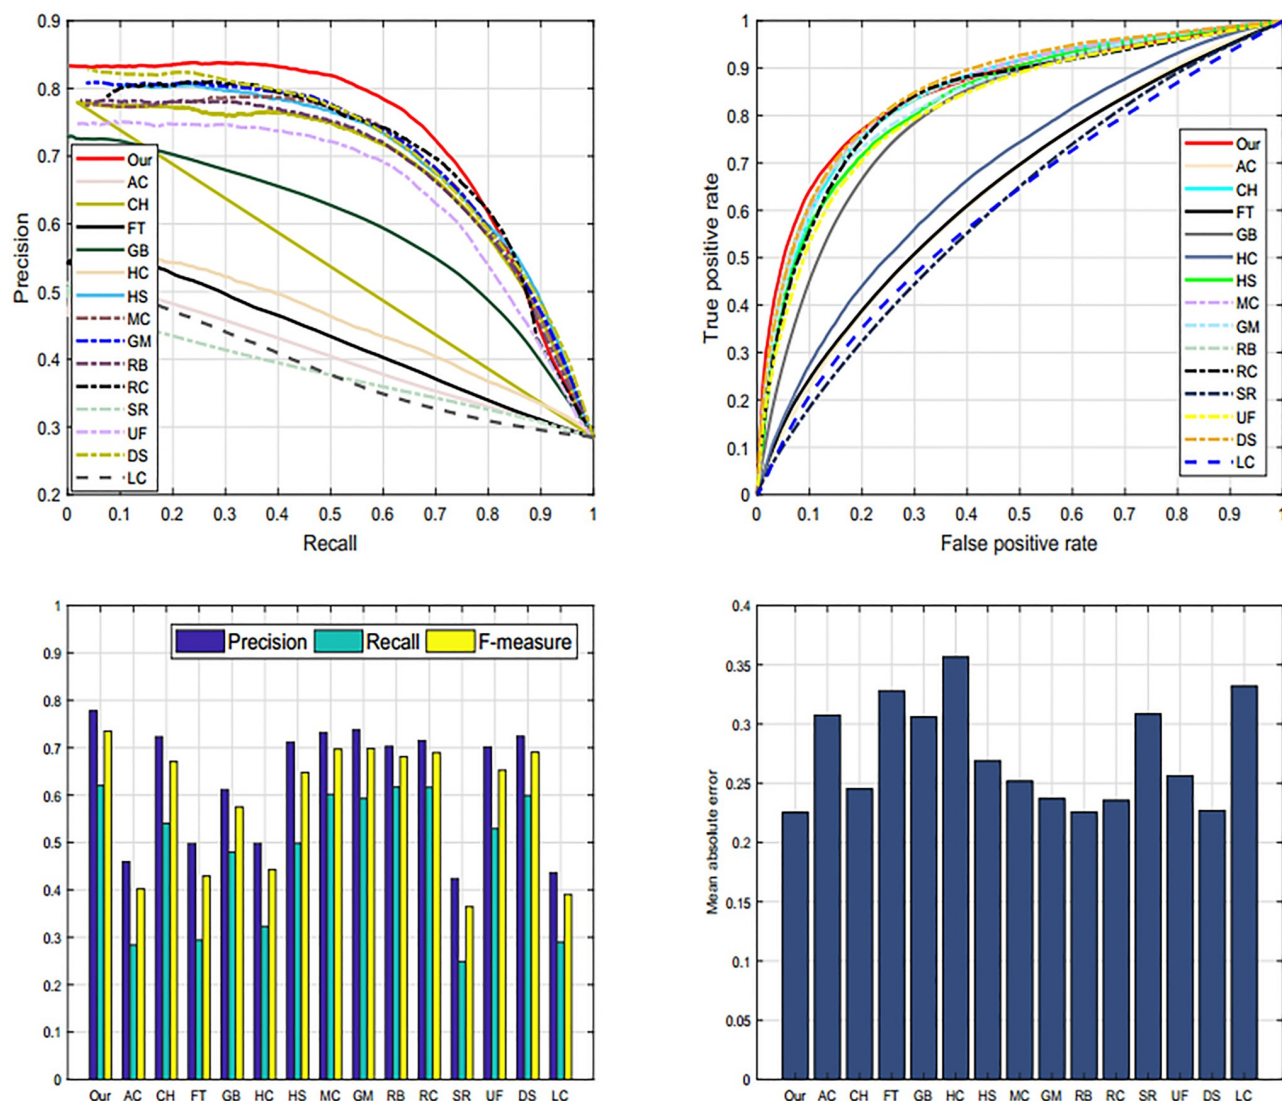 0.9
0.8
0.7
0.6
0.5
0.4
0.3
0.2
Precision
Our
AC
CH
FT
GB
HC
HS
MC
GM
RB
RC
SR
UF
DS
LC
0 0.1 0.2 0.3 0.4 0.5 0.6 0.7 0.8 0.9 1
Recall
1
0.9
0.8
0.7
0.6
0.5
0.4
0.3
0.2
0.1
0
True positive rate
Our
AC
CH
FT
GB
HC
HS
MC
GM
RB
RC
SR
UF
DS
LC
0 0.1 0.2 0.3 0.4 0.5 0.6 0.7 0.8 0.9 1
False positive rate
1
0.9
0.8
0.7
0.6
0.5
0.4
0.3
0.2
0.1
0
Precision Recall F-measure
Our AC CH FT GB HC HS MC GM RB RC SR UF DS LC
0.4
0.35
0.3
0.25
0.2
0.15
0.1
0.05
0
Mean absolute error
Our AC CH FT GB HC HS MC GM RB RC SR UF DS LC